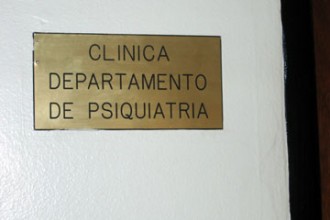 CLINICA
DEPARTAMENTO
DE PSIQUIATRIA